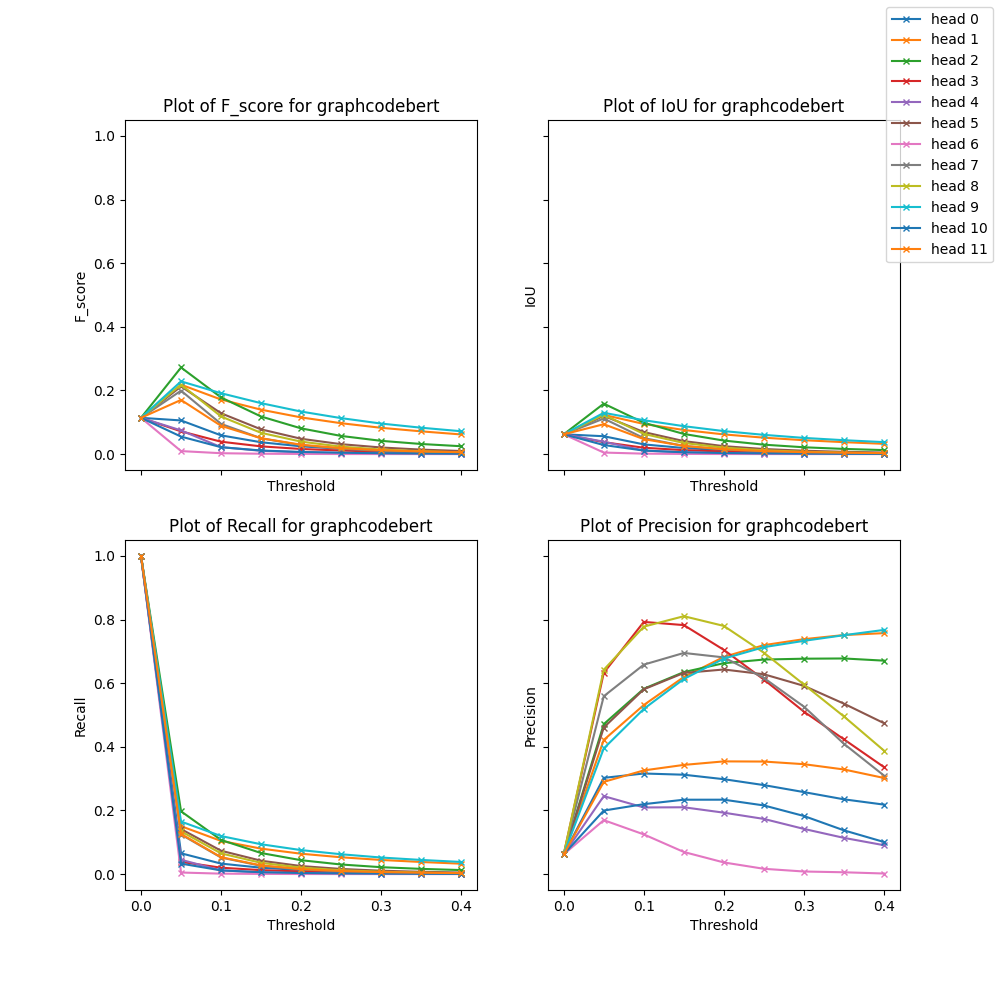 head 0
head 1
head 2
head 3
head 4
head 5
head 6
head 7
head 8
head 9
head 10
head 11
Plot of F_score for graphcodebert
1.0
0.8
0.6
0.4
0.2
0.0
F_score
Threshold
Plot of IoU for graphcodebert
IoU
Threshold
Plot of Recall for graphcodebert
1.0
0.8
0.6
0.4
0.2
0.0
Recall
0.0 0.1 0.2 0.3 0.4
Threshold
Plot of Precision for graphcodebert
Precision
0.0 0.1 0.2 0.3 0.4
Threshold